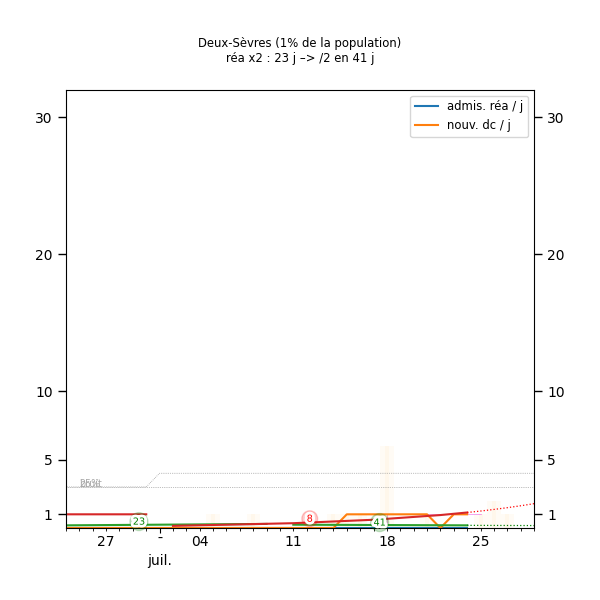 Deux-Sèvres (1% de la population)
réa x2 : 23 j –> /2 en 41 j
admis. réa / j
nouv. dc / j
30 30
20 20
10 10
5 5
1 1
23 8 41
27 - 04 11 18 25
juil.